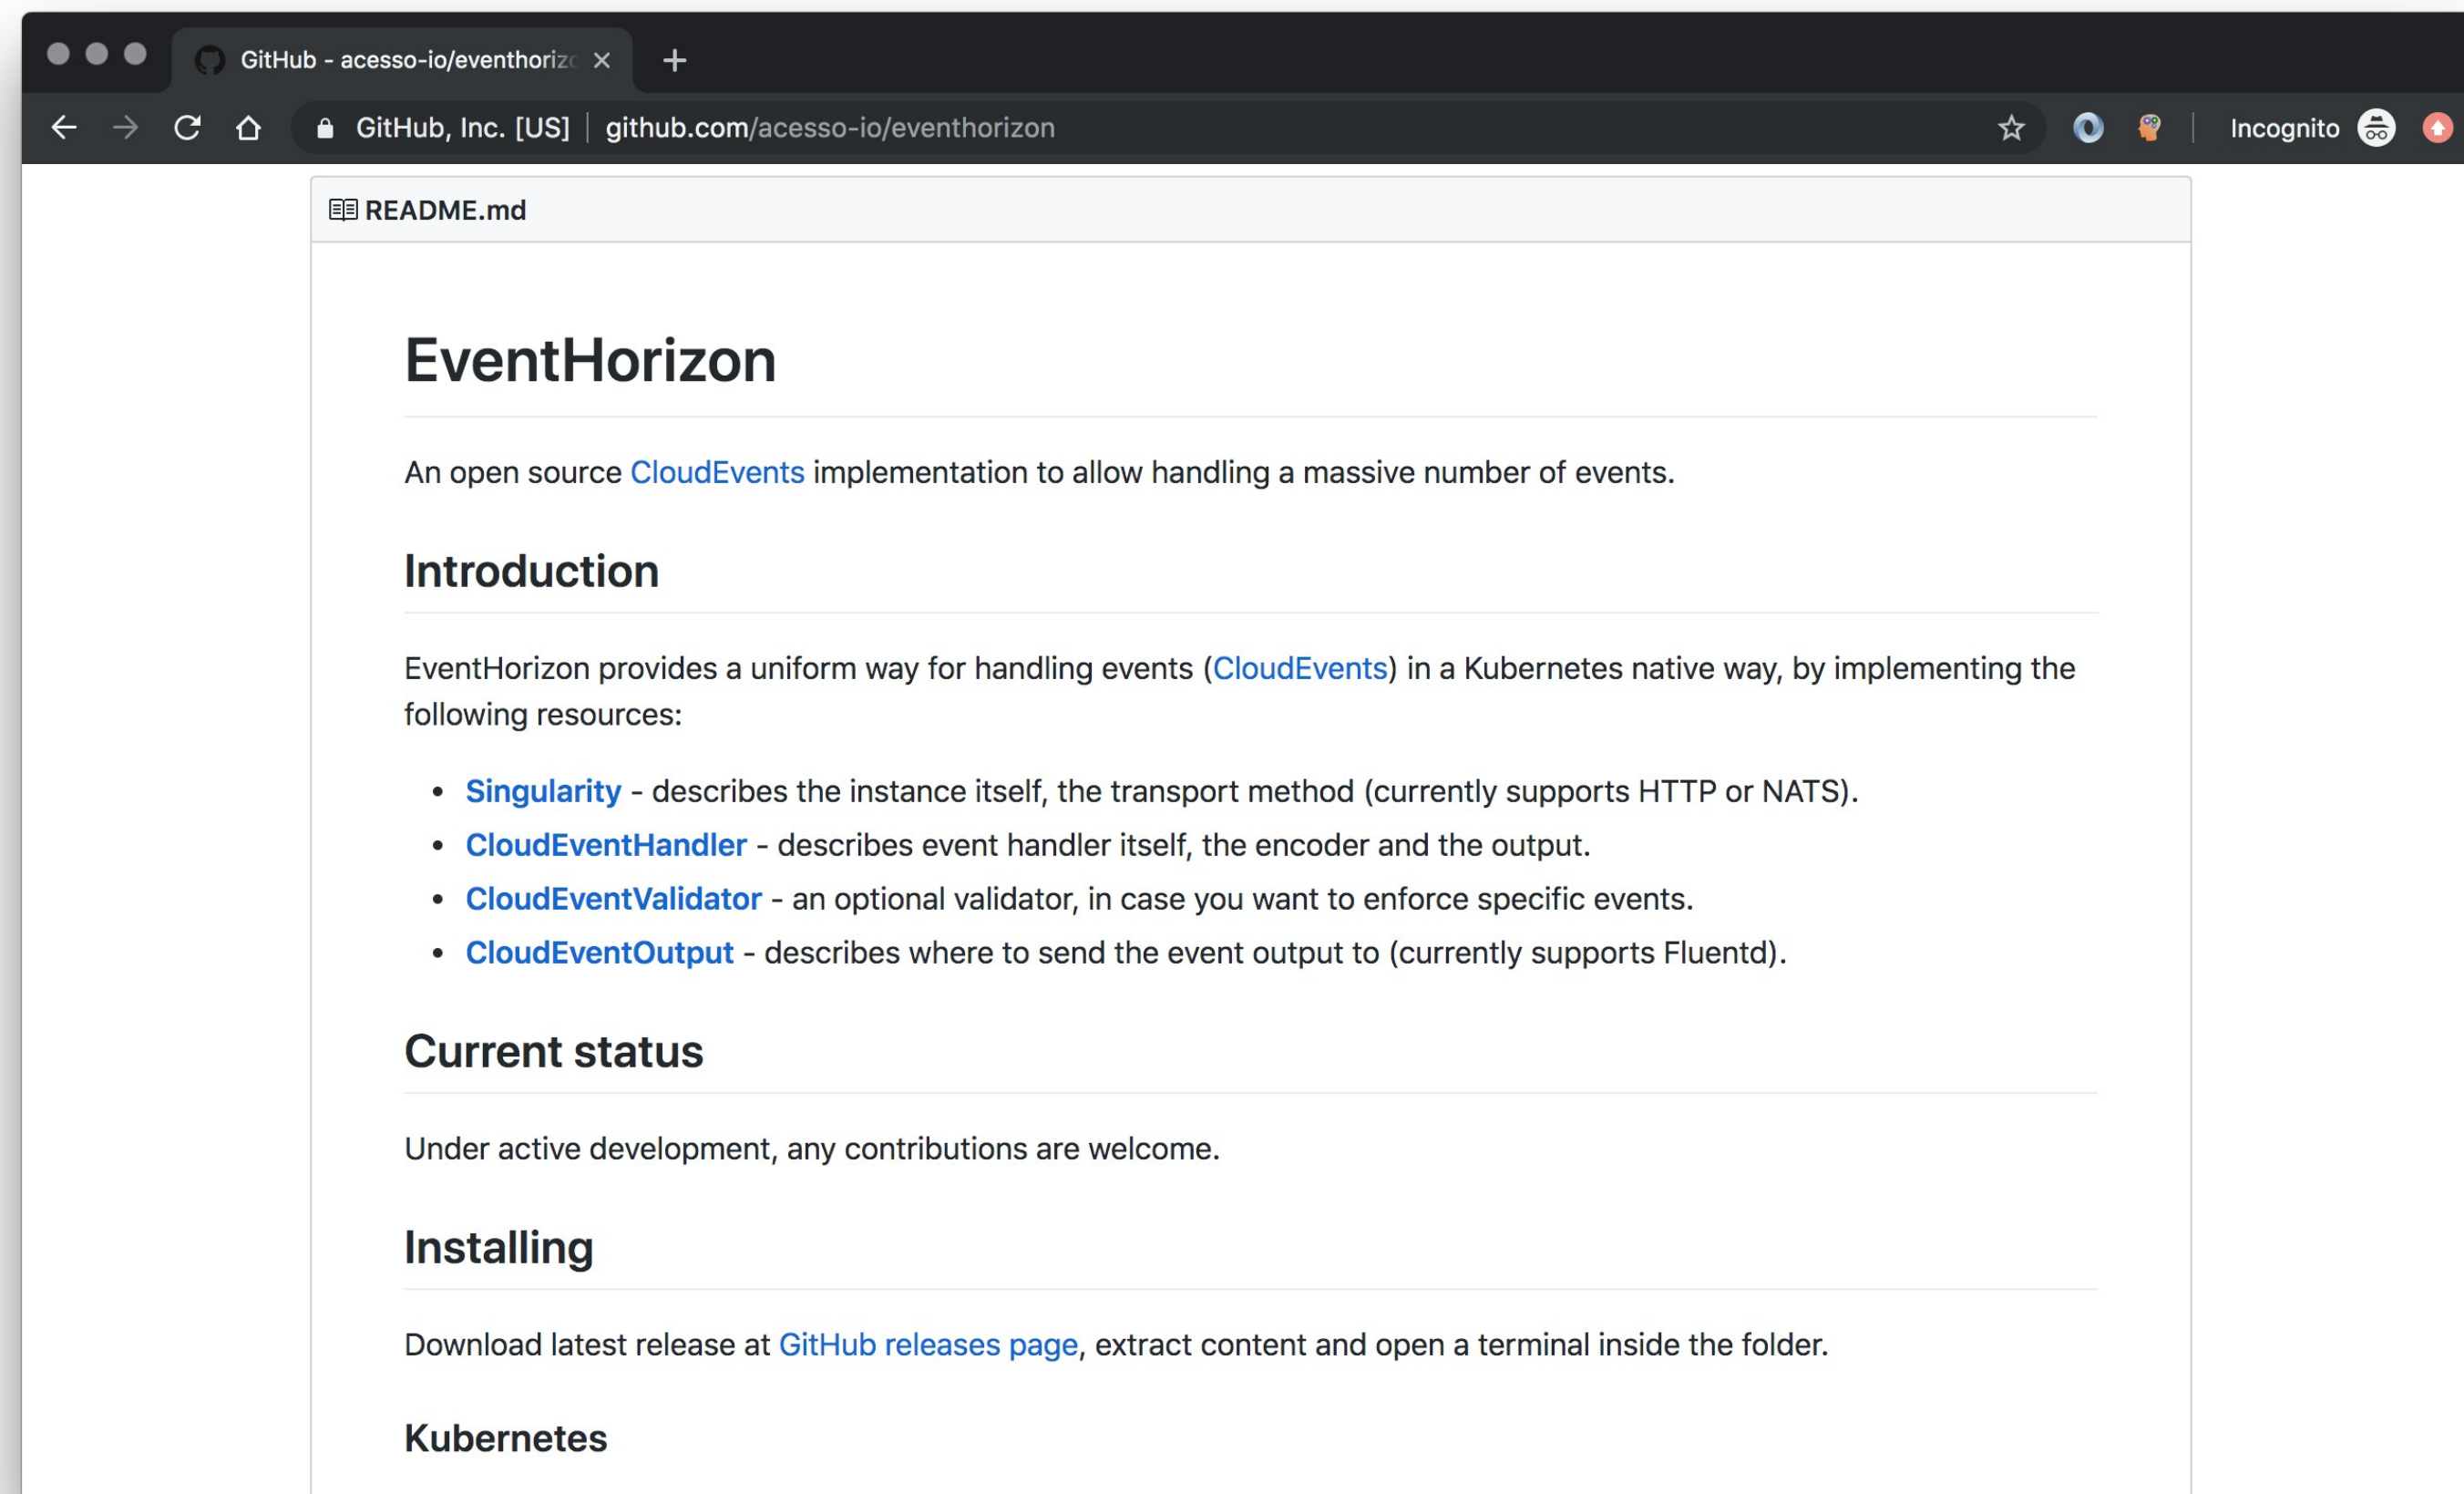 GitHub - acesso-io/eventhorizo
GitHub, Inc. [US] | github.com/acesso-io/eventhorizon
Incognito
README.md
EventHorizon
An open source CloudEvents implementation to allow handling a massive number of events.
Introduction
EventHorizon provides a uniform way for handling events (CloudEvents) in a Kubernetes native way, by implementing the
following resources:
• Singularity - describes the instance itself, the transport method (currently supports HTTP or NATS).
• CloudEventHandler - describes event handler itself, the encoder and the output.
• CloudEventValidator - an optional validator, in case you want to enforce specific events.
• CloudEventOutput - describes where to send the event output to (currently supports Fluentd).
Current status
Under active development, any contributions are welcome.
Installing
Download latest release at GitHub releases page, extract content and open a terminal inside the folder.
Kubernetes